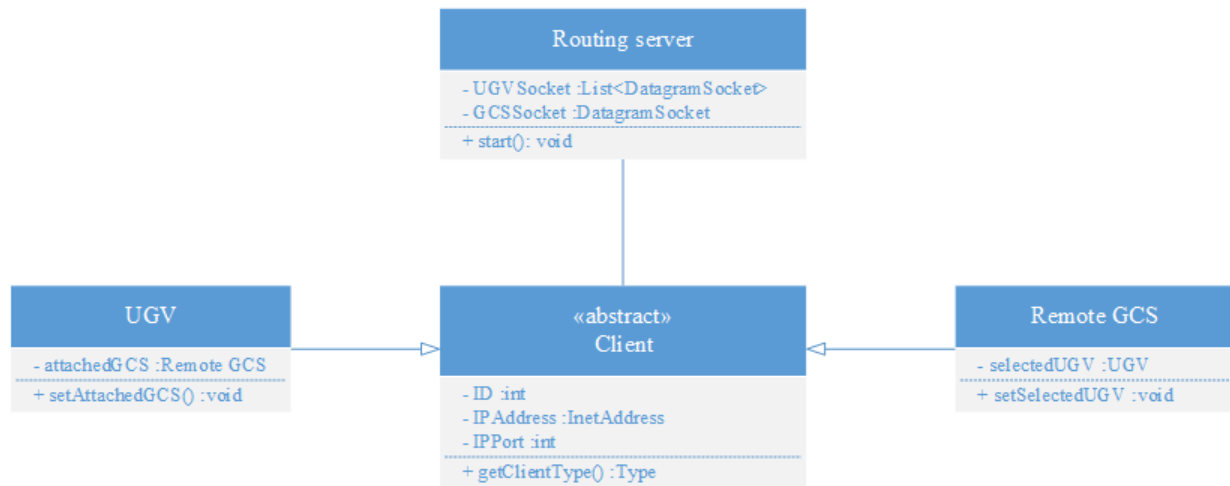 Routing server
- UGVSocket :List<DatagramSocket>
- GCSSocket :DatagramSocket
+ start(): void
UGV
- attachedGCS :Remote GCS
+ setAttachedGCS() :void
«abstract»
Client
- ID :int
- IPAddress :InetAddress
- IPPort :int
+ getClientType() :Type
Remote GCS
- selectedUGV :UGV
+ setSelectedUGV :void